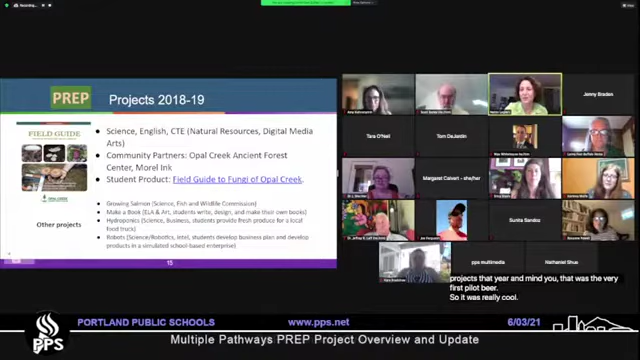 Recording...
PREP
Projects 2018-19
FIELD GUIDE
Science, English, CTE (Natural Resources, Digital Media
Arts)
Community Partners: Opal Creek Ancient Forest
Center, Morel Ink
Student Product: Field Guide to Fungi of Opal Creek.
Other projects
Growing Salmon (Science, Fish and Wildlife Commission)
Make a Book (ELA & Art, students write, design, and make their own books)
Hydroponics (Science, Business, students provide fresh produce for a local
food truck)
Robots (Science/Robotics, Intel, students develop business plan and develop
products in a simulated school-based enterprise)
15
Jenny Braden
Tara O'Neil
Tom DeJardin
Margaret Calvert - she/her
Sunita Sandoz
pps multimedia
Nathaniel Shue
projects that year and mind you, that was the very
first pilot beer.
So it was really cool.
PPS
PORTLAND PUBLIC SCHOOLS
www.pps.net
6/03/21
Multiple Pathways PREP Project Overview and Update